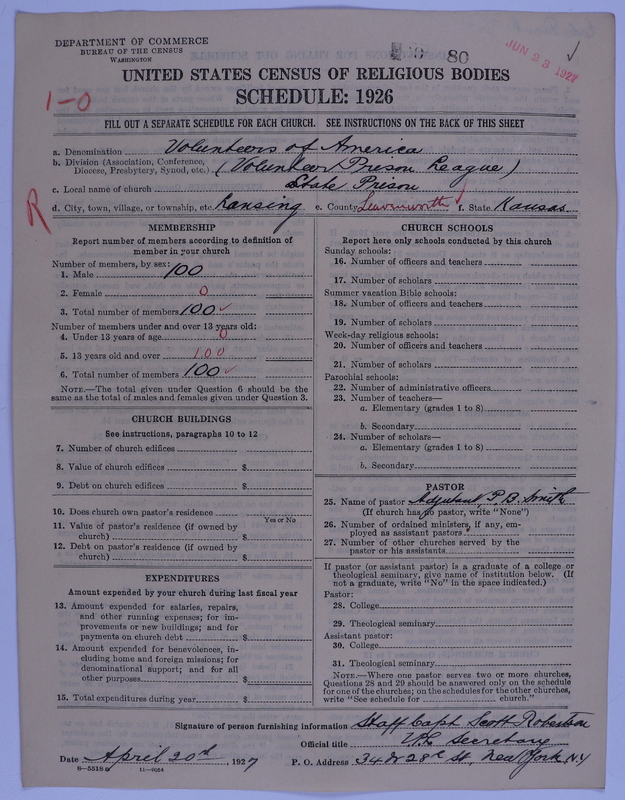 DEPARTMENT OF COMMERCE
BUREAU OF THE CENSUS
WASHINGTON
80
JUN 23 1927
✓
UNITED STATES CENSUS OF RELIGIOUS BODIES
SCHEDULE: 1926
1-0
FILL OUT A SEPARATE SCHEDULE FOR EACH CHURCH. SEE INSTRUCTIONS ON THE BACK OF THIS SHEET
a. Denomination Volunteers of America
b. Division (Association, Conference, Diocese, Presbytery, Synod, etc.) (Volunteer Prison League)
c. Local name of church State Prison
R
d. City, town, village, or township, etc. Lansing e. County Leavenworth f. State Kansas
MEMBERSHIP
Report number of members according to definition of
member in your church
Number of members, by sex:
1. Male 100
2. Female 0
3. Total number of members 100 ✓
Number of members under and over 13 years old:
4. Under 13 years of age 0
5. 13 years old and over 100
6. Total number of members 100 ✓
NOTE.—The total given under Question 6 should be the
same as the total of males and females given under Question 3.
CHURCH BUILDINGS
See instructions, paragraphs 10 to 12
7. Number of church edifices
8. Value of church edifices $
9. Debt on church edifices $
10. Does church own pastor's residence
Yes or No
11. Value of pastor's residence (if owned by
church) $
12. Debt on pastor's residence (if owned by
church) $
EXPENDITURES
Amount expended by your church during last fiscal year
13. Amount expended for salaries, repairs,
and other running expenses; for im-
provements or new buildings; and for
payments on church debt $
14. Amount expended for benevolences, in-
cluding home and foreign missions; for
denominational support; and for all
other purposes $
15. Total expenditures during year $
CHURCH SCHOOLS
Report here only schools conducted by this church
Sunday schools:
16. Number of officers and teachers
17. Number of scholars
Summer vacation Bible schools:
18. Number of officers and teachers
19. Number of scholars
Week-day religious schools:
20. Number of officers and teachers
21. Number of scholars
Parochial schools:
22. Number of administrative officers
23. Number of teachers—
a. Elementary (grades 1 to 8)
b. Secondary
24. Number of scholars—
a. Elementary (grades 1 to 8)
b. Secondary
PASTOR
25. Name of pastor Adjutant P. B. Smith
(If church has no pastor, write "None")
26. Number of ordained ministers, if any, em-
ployed as assistant pastors
27. Number of other churches served by the
pastor or his assistants
If pastor (or assistant pastor) is a graduate of a college or
theological seminary, give name of institution below. (If
not a graduate, write "No" in the space indicated.)
Pastor:
28. College
29. Theological seminary
Assistant pastor:
30. College
31. Theological seminary
NOTE.—Where one pastor serves two or more churches,
Questions 28 and 29 should be answered only on the schedule
for one of the churches; on the schedules for the other churches,
write "See schedule for church."
Signature of person furnishing information Staff Capt Scott Robertson
Official title V.P.L. Secretary
Date April 20th, 1927 P. O. Address 34 W 28th St, New York NY
8—5518a 11—9064